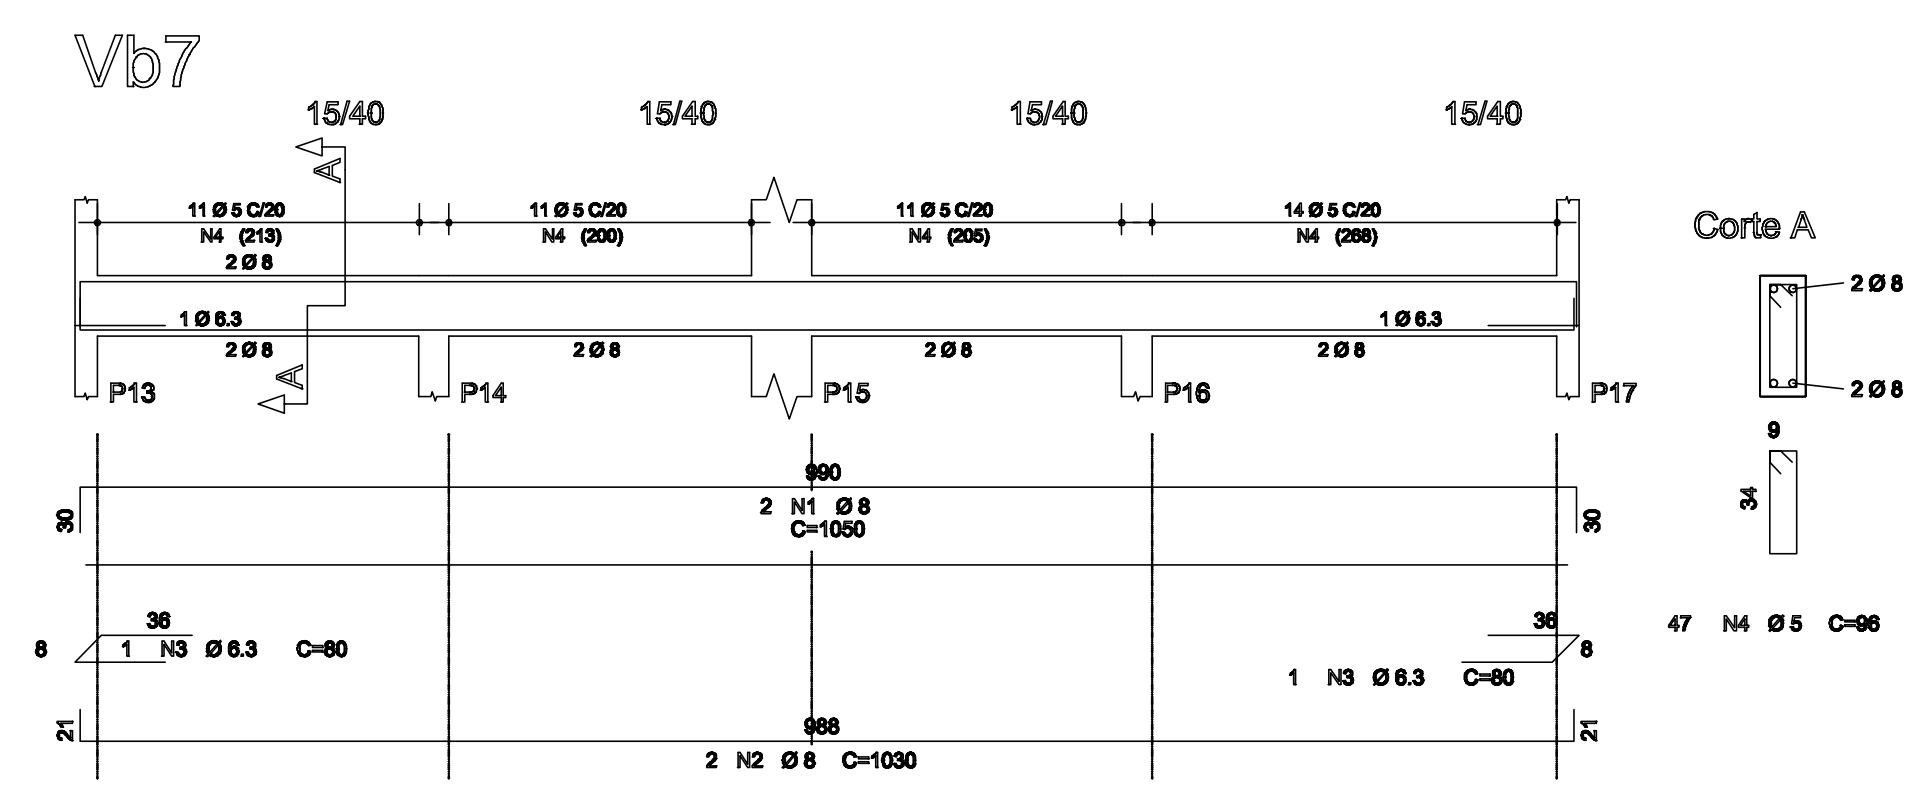 Vb7
15/40 15/40 15/40 15/40
A
11 Ø 5 C/20 11 Ø 5 C/20 11 Ø 5 C/20 14 Ø 5 C/20
N4 (213) N4 (200) N4 (205) N4 (268)
Corte A
2 Ø 8
2 Ø 8
1 Ø 6.3 1 Ø 6.3
2 Ø 8 2 Ø 8 2 Ø 8 2 Ø 8
A
P13 P14 P15 P16 P17
2 Ø 8
9
34
990
2 N1 Ø 8
C=1050
30 30
47 N4 Ø 5 C=96
36 36
8 1 N3 Ø 6.3 C=80 8
1 N3 Ø 6.3 C=80
21 988 21
2 N2 Ø 8 C=1030